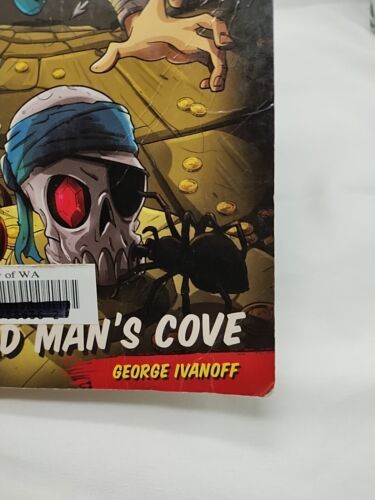 y of WA
D MAN'S COVE
GEORGE IVANOFF